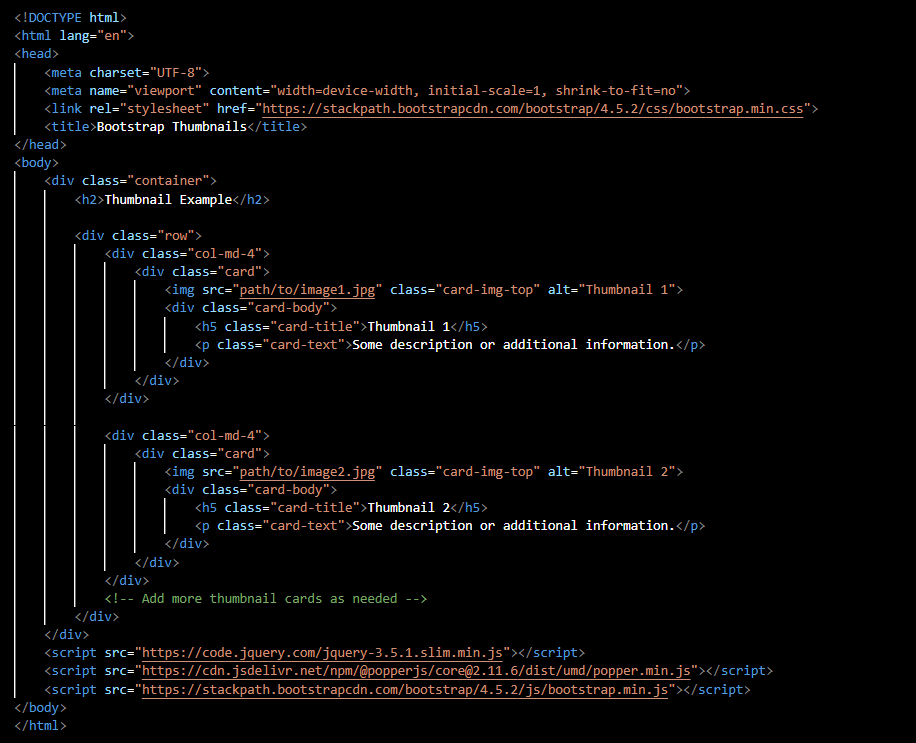 <!DOCTYPE html>
<html lang="en">
<head>
    <meta charset="UTF-8">
    <meta name="viewport" content="width=device-width, initial-scale=1, shrink-to-fit=no">
    <link rel="stylesheet" href="https://stackpath.bootstrapcdn.com/bootstrap/4.5.2/css/bootstrap.min.css">
    <title>Bootstrap Thumbnails</title>
</head>
<body>
    <div class="container">
        <h2>Thumbnail Example</h2>

        <div class="row">
            <div class="col-md-4">
                <div class="card">
                    <img src="path/to/image1.jpg" class="card-img-top" alt="Thumbnail 1">
                    <div class="card-body">
                        <h5 class="card-title">Thumbnail 1</h5>
                        <p class="card-text">Some description or additional information.</p>
                    </div>
                </div>
            </div>

            <div class="col-md-4">
                <div class="card">
                    <img src="path/to/image2.jpg" class="card-img-top" alt="Thumbnail 2">
                    <div class="card-body">
                        <h5 class="card-title">Thumbnail 2</h5>
                        <p class="card-text">Some description or additional information.</p>
                    </div>
                </div>
            </div>
            <!-- Add more thumbnail cards as needed -->
        </div>
    </div>
    <script src="https://code.jquery.com/jquery-3.5.1.slim.min.js"></script>
    <script src="https://cdn.jsdelivr.net/npm/@popperjs/core@2.11.6/dist/umd/popper.min.js"></script>
    <script src="https://stackpath.bootstrapcdn.com/bootstrap/4.5.2/js/bootstrap.min.js"></script>
</body>
</html>